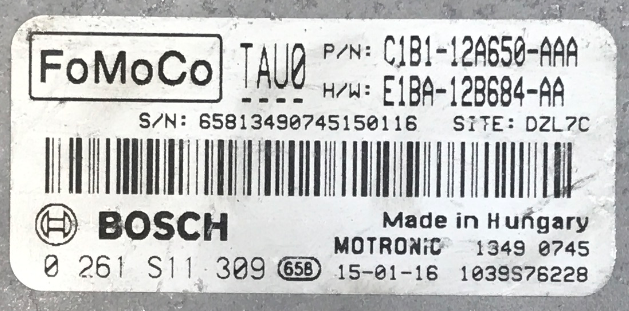 FoMoCo TAU0 P/N: C1B1-12A650-AAA
H/W: E1BA-12B684-AA
S/N: 65813490745150116 SITE: DZL7C
BOSCH Made in Hungary
MOTRONIC 1349 0745
0 261 S11 309 658 15-01-16 1039S76228